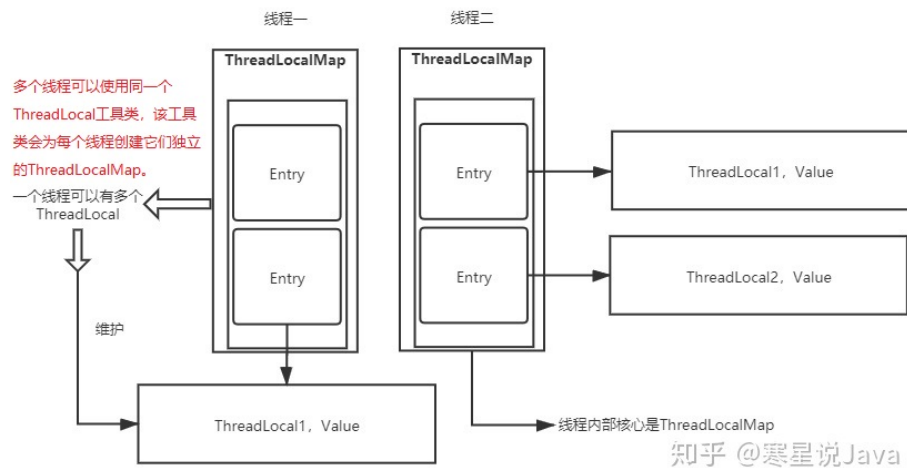 线程一
线程二
ThreadLocalMap
ThreadLocalMap
多个线程可以使用同一个
ThreadLocal工具类，该工具
类会为每个线程创建它们独立
的ThreadLocalMap。
一个线程可以有多个
ThreadLocal
Entry
Entry
ThreadLocal1，Value
Entry
Entry
ThreadLocal2，Value
维护
ThreadLocal1，Value
线程内部核心是ThreadLocalMap
知乎 @寒星说Java